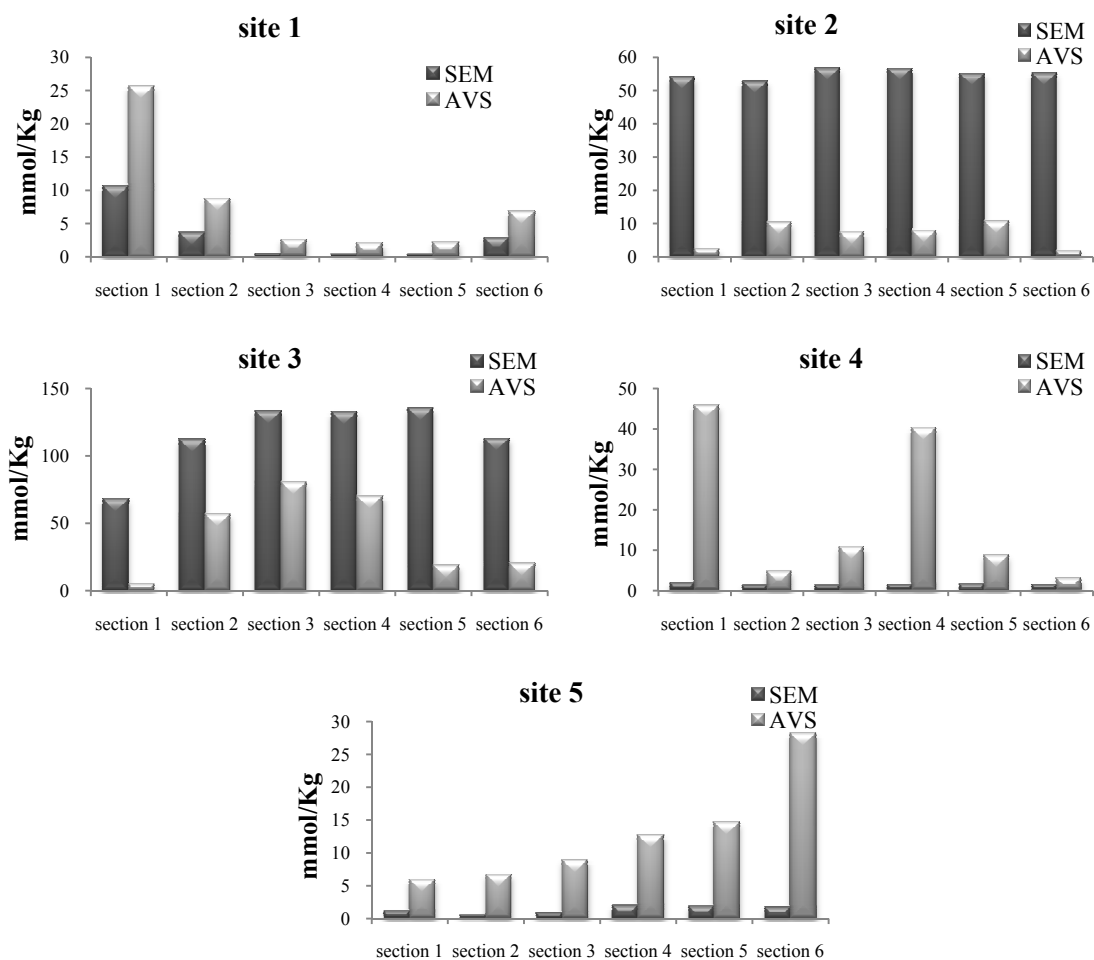 site 1
SEM
AVS
mmol/Kg
30
25
20
15
10
5
0
section 1 section 2 section 3 section 4 section 5 section 6
site 2
SEM
AVS
mmol/Kg
60
50
40
30
20
10
0
section 1 section 2 section 3 section 4 section 5 section 6
site 3
SEM
AVS
mmol/Kg
150
100
50
0
section 1 section 2 section 3 section 4 section 5 section 6
site 4
SEM
AVS
mmol/Kg
50
40
30
20
10
0
section 1 section 2 section 3 section 4 section 5 section 6
site 5
SEM
AVS
mmol/Kg
30
25
20
15
10
5
0
section 1 section 2 section 3 section 4 section 5 section 6